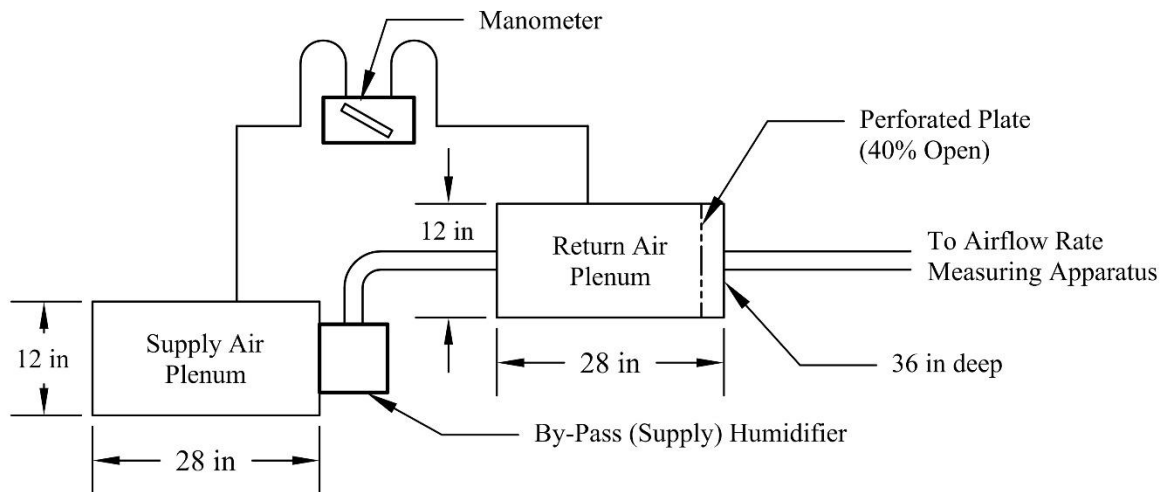 Manometer
Perforated Plate
(40% Open)
12 in
Return Air
Plenum
To Airflow Rate
Measuring Apparatus
12 in
Supply Air
Plenum
28 in
36 in deep
By-Pass (Supply) Humidifier
28 in